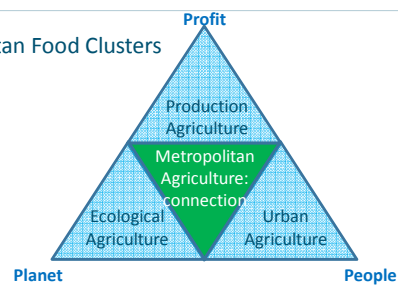 Profit
tan Food Clusters
Production
Agriculture
Metropolitan
Agriculture:
connection
Ecological
Agriculture
Urban
Agriculture
Planet
People